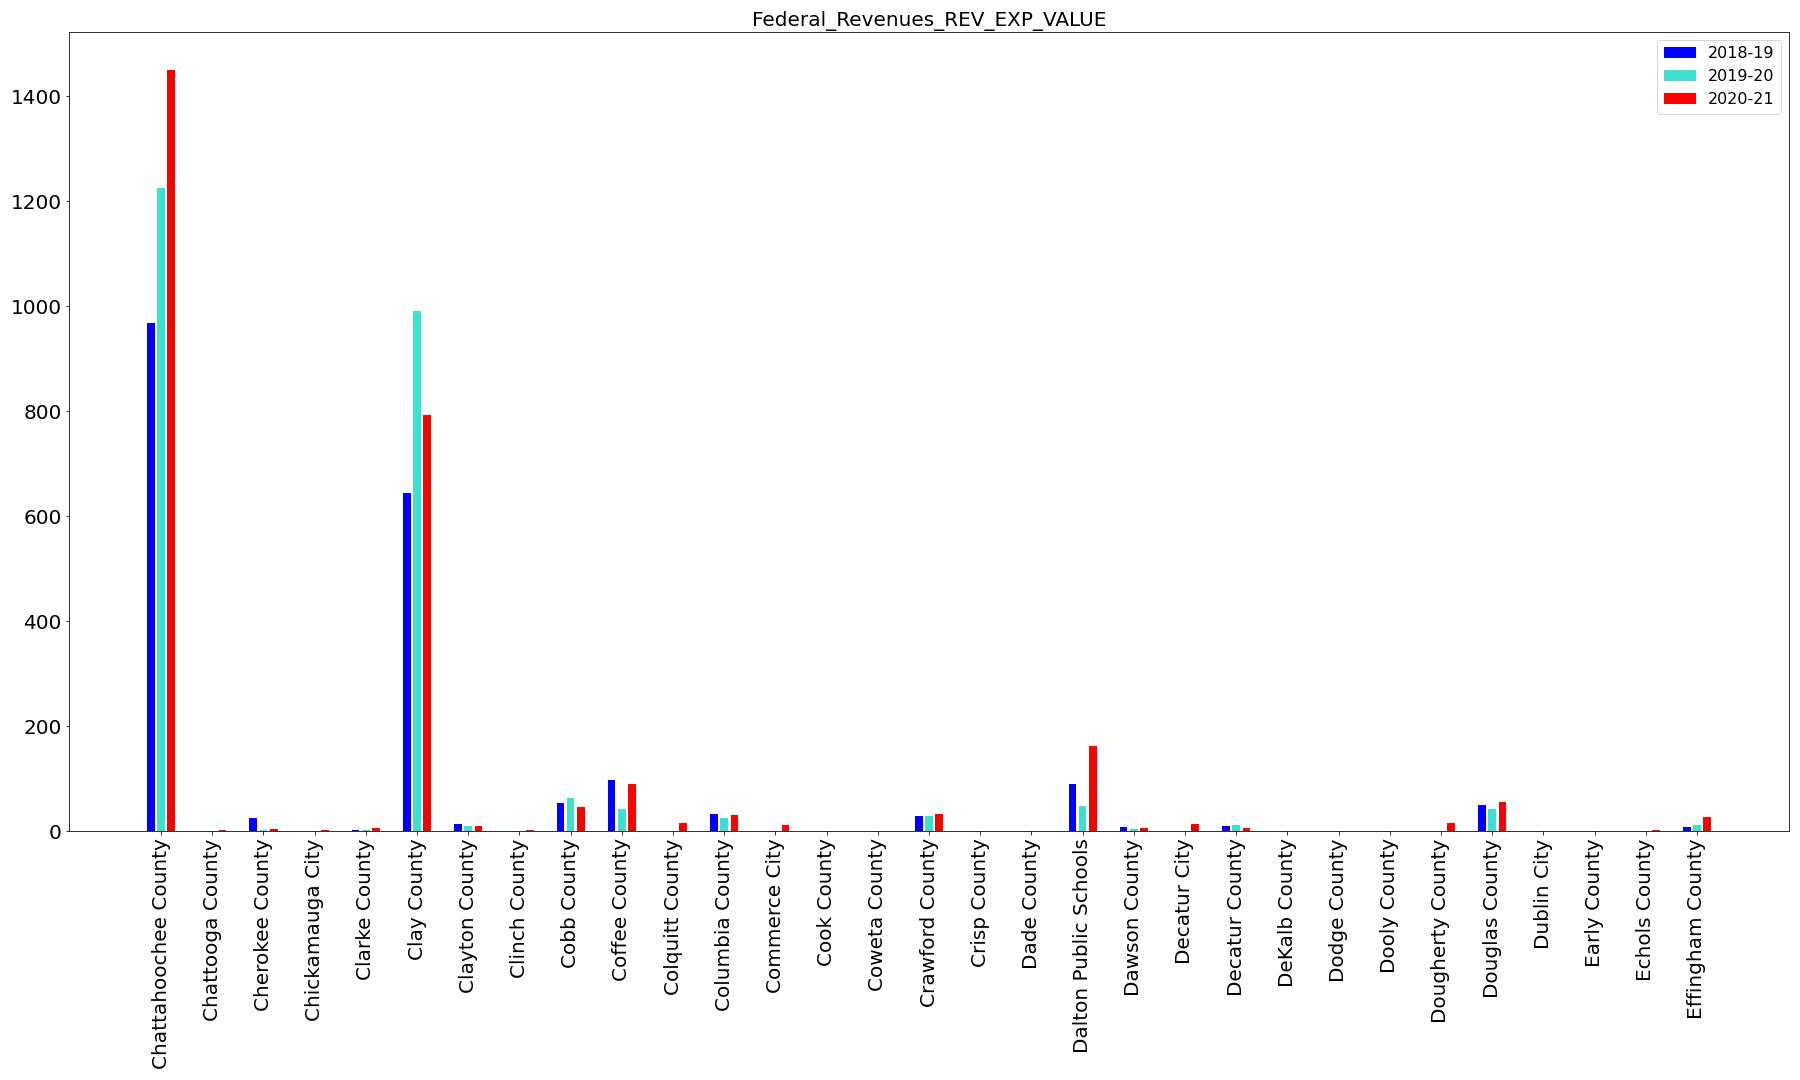 Federal_Revenues_REV_EXP_VALUE
2018-19
2019-20
2020-21
1400
1200
1000
800
600
400
200
0
Chattahoochee County
Chattooga County
Cherokee County
Chickamauga City
Clarke County
Clay County
Clayton County
Clinch County
Cobb County
Coffee County
Colquitt County
Columbia County
Commerce City
Cook County
Coweta County
Crawford County
Crisp County
Dade County
Dalton Public Schools
Dawson County
Decatur City
Decatur County
DeKalb County
Dodge County
Dooly County
Dougherty County
Douglas County
Dublin City
Early County
Echols County
Effingham County